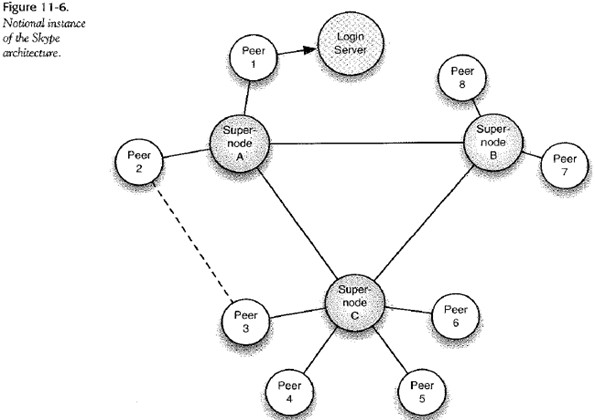 Figure 11-6.
Notional instance
of the Skype
architecture.
Peer
1
Login
Server
Peer
8
Super-
node
A
Super-
node
B
Peer
2
Peer
7
Super-
node
C
Peer
3
Peer
6
Peer
4
Peer
5